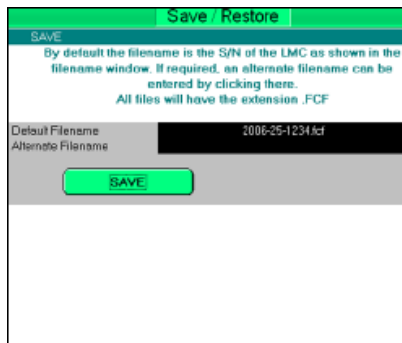 Save / Restore
SAVE
By default the filename is the S/N of the LMC as shown in the
filename window. If required, an alternate filename can be
entered by clicking there.
All files will have the extension .FCF
Default Filename 2006-25-1234.fcf
Alternate Filename
SAVE